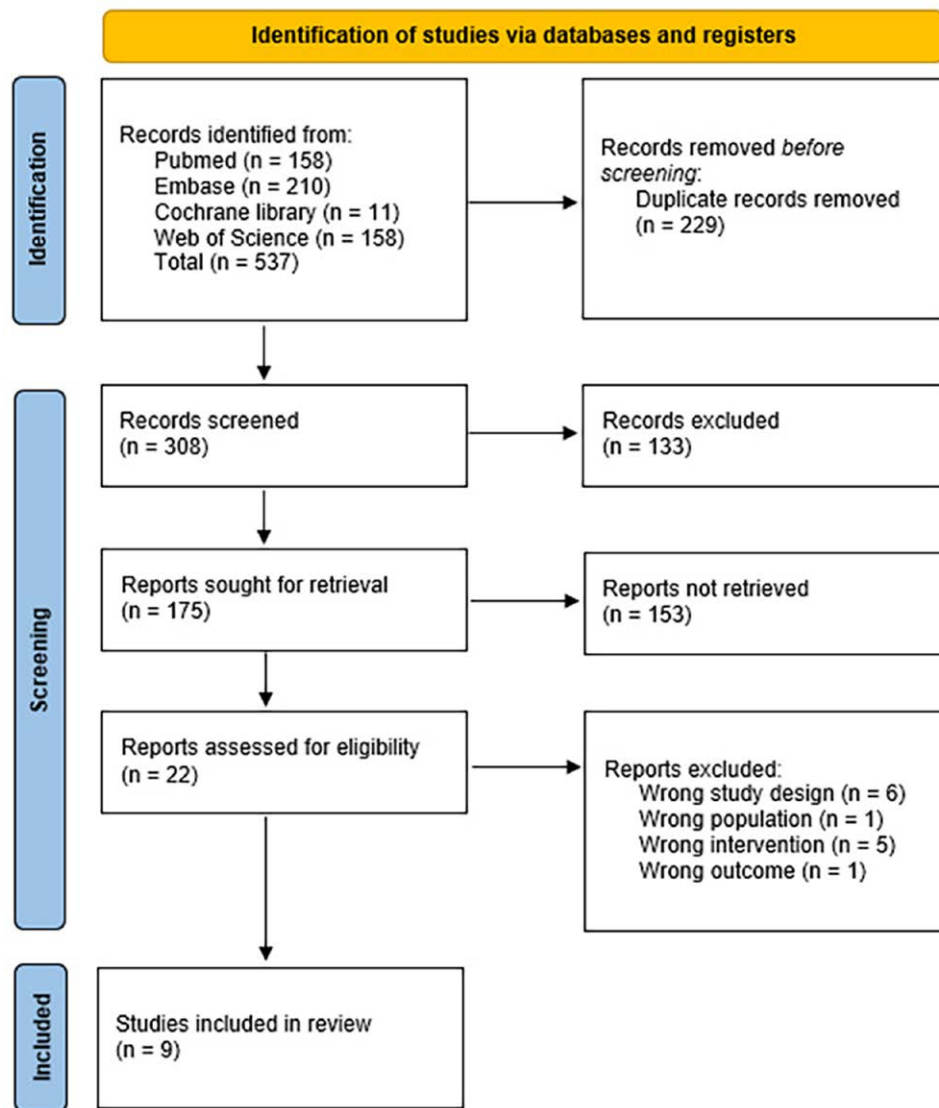 Identification of studies via databases and registers
Identification
Records identified from:
Pubmed (n = 158)
Embase (n = 210)
Cochrane library (n = 11)
Web of Science (n = 158)
Total (n = 537)
Records removed before
screening:
Duplicate records removed
(n = 229)
Screening
Records screened
(n = 308)
Records excluded
(n = 133)
Reports sought for retrieval
(n = 175)
Reports not retrieved
(n = 153)
Reports assessed for eligibility
(n = 22)
Reports excluded:
Wrong study design (n = 6)
Wrong population (n = 1)
Wrong intervention (n = 5)
Wrong outcome (n = 1)
Included
Studies included in review
(n = 9)